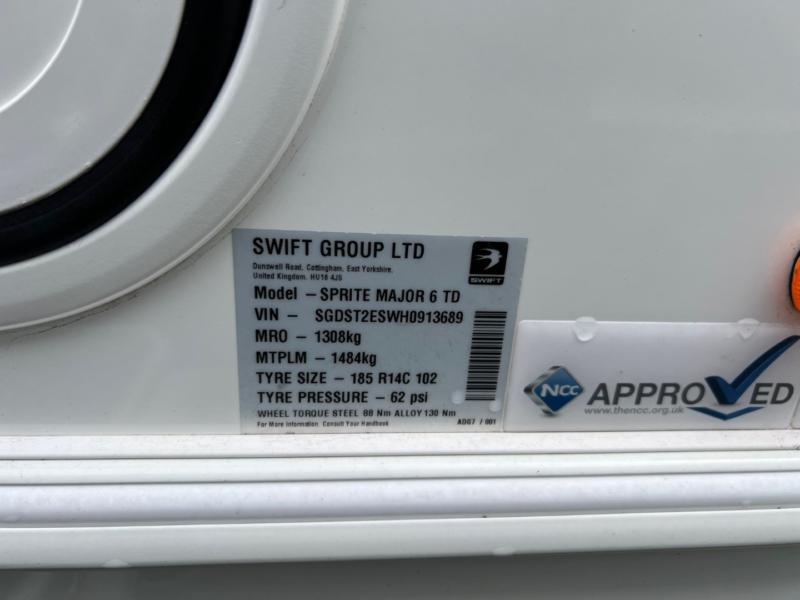 SWIFT GROUP LTD
Dunswell Road, Cottingham, East Yorkshire,
United Kingdom. HU16 4JS
SWIFT
Model – SPRITE MAJOR 6 TD
VIN – SGDST2ESWH0913689
MRO – 1308kg
MTPLM – 1484kg
TYRE SIZE – 185 R14C 102
TYRE PRESSURE – 62 psi
WHEEL TORQUE STEEL 88 Nm ALLOY 130 Nm
For More Information Consult Your Handbook
ADG7 / 001
NCC APPROVED
www.thencc.org.uk